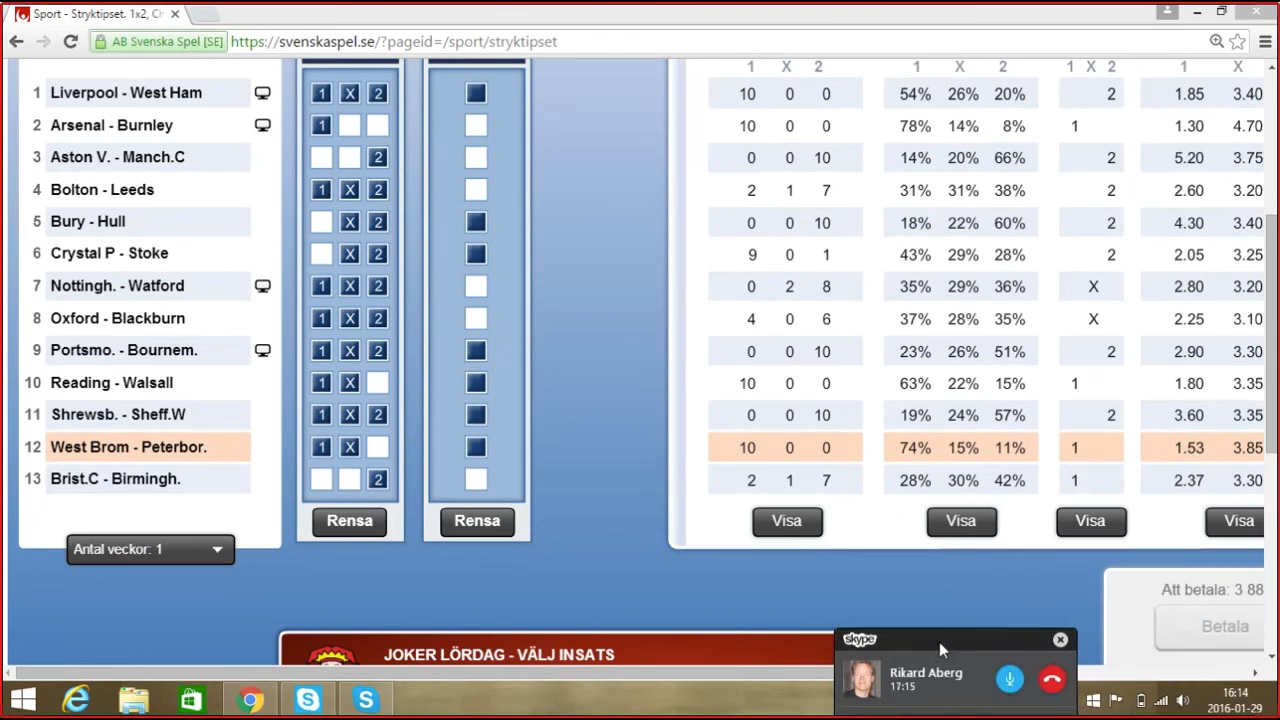 Sport - Stryktipset. 1x2, Ch
AB Svenska Spel [SE] https://svenskaspel.se/?pageid=/sport/stryktipset
1 X 2 1 X 2 1 X 2 1 X
1 Liverpool - West Ham 1 X 2 10 0 0 54% 26% 20% 2 1.85 3.40
2 Arsenal - Burnley 1 10 0 0 78% 14% 8% 1 1.30 4.70
3 Aston V. - Manch.C 2 0 0 10 14% 20% 66% 2 5.20 3.75
4 Bolton - Leeds 1 X 2 2 1 7 31% 31% 38% 2 2.60 3.20
5 Bury - Hull X 2 0 0 10 18% 22% 60% 2 4.30 3.40
6 Crystal P - Stoke X 2 9 0 1 43% 29% 28% 2 2.05 3.25
7 Nottingh. - Watford 1 X 2 0 2 8 35% 29% 36% X 2.80 3.20
8 Oxford - Blackburn 1 X 2 4 0 6 37% 28% 35% X 2.25 3.10
9 Portsmo. - Bournem. 1 X 2 0 0 10 23% 26% 51% 2 2.90 3.30
10 Reading - Walsall 1 X 10 0 0 63% 22% 15% 1 1.80 3.35
11 Shrewsb. - Sheff.W 1 X 2 0 0 10 19% 24% 57% 2 3.60 3.35
12 West Brom - Peterbor. 1 X 10 0 0 74% 15% 11% 1 1.53 3.85
13 Brist.C - Birmingh. 2 2 1 7 28% 30% 42% 1 2.37 3.30
Rensa Rensa Visa Visa Visa Visa
Antal veckor: 1
Att betala: 3 88
Betala
JOKER LÖRDAG - VÄLJ INSATS
skype
Rikard Aberg
17:15
16:14
2016-01-29